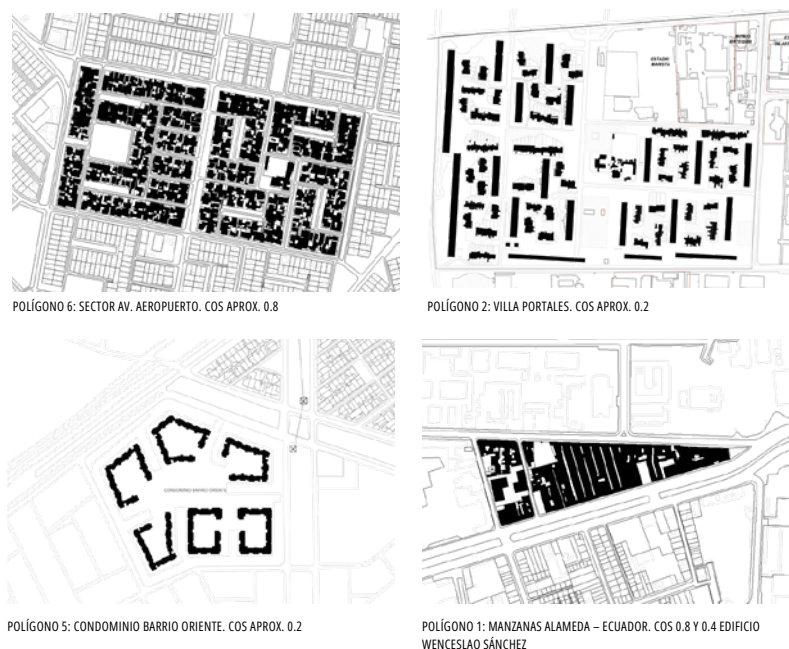 ESTADIO
MARISTA
POLÍGONO 6: SECTOR AV. AEROPUERTO. COS APROX. 0.8
POLÍGONO 2: VILLA PORTALES. COS APROX. 0.2
CONDOMINIO BARRIO ORIENTE
POLÍGONO 5: CONDOMINIO BARRIO ORIENTE. COS APROX. 0.2
POLÍGONO 1: MANZANAS ALAMEDA – ECUADOR. COS 0.8 Y 0.4 EDIFICIO
WENCESLAO SÁNCHEZ